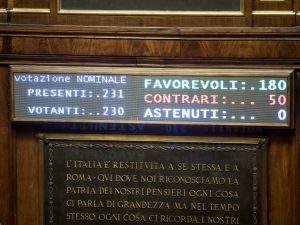 votazione NOMINALE
PRESENTI:.231
VOTANTI:..230
FAVOREVOLI:.180
CONTRARI:... 50
ASTENUTI:... 0
L'ITALIA È RESTITVITA A SE STESSA E A
ROMA · QVI DOVE NOI RICONOSCIAMO LA
PATRIA DEI NOSTRI PENSIERI OGNI COSA
CI PARLA DI GRANDEZZA MA NEL TEMPO
STESSO OGNI COSA CI RICORDA I NOSTRI